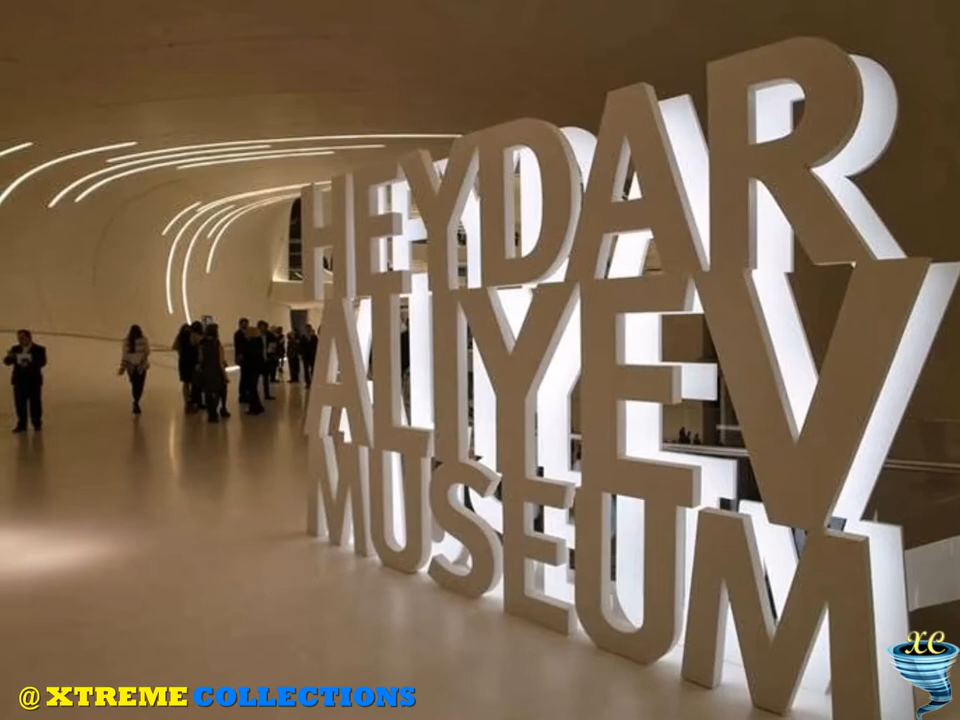 HEYDAR
ALIYEV
MUSEUM
@ XTREME COLLECTIONS
XC